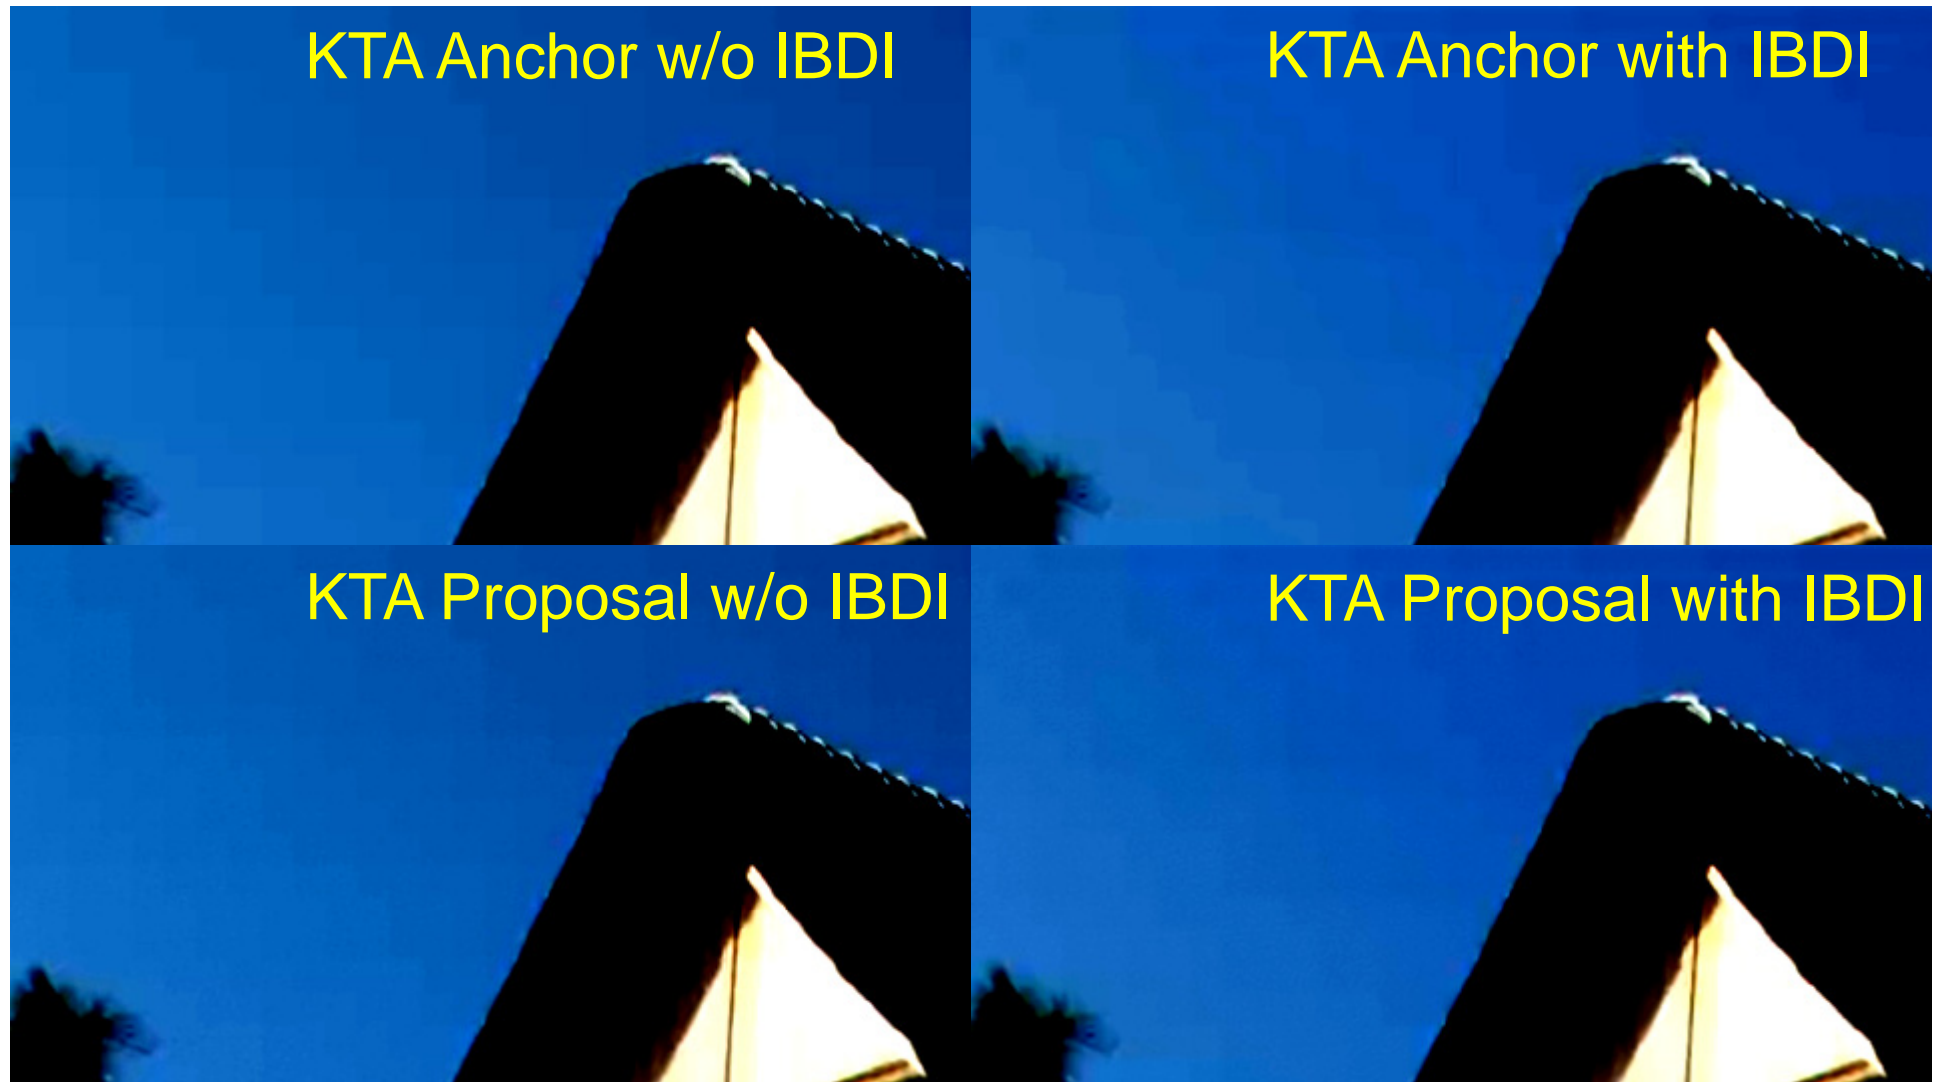 KTA Anchor w/o IBDI
KTA Anchor with IBDI
KTA Proposal w/o IBDI
KTA Proposal with IBDI